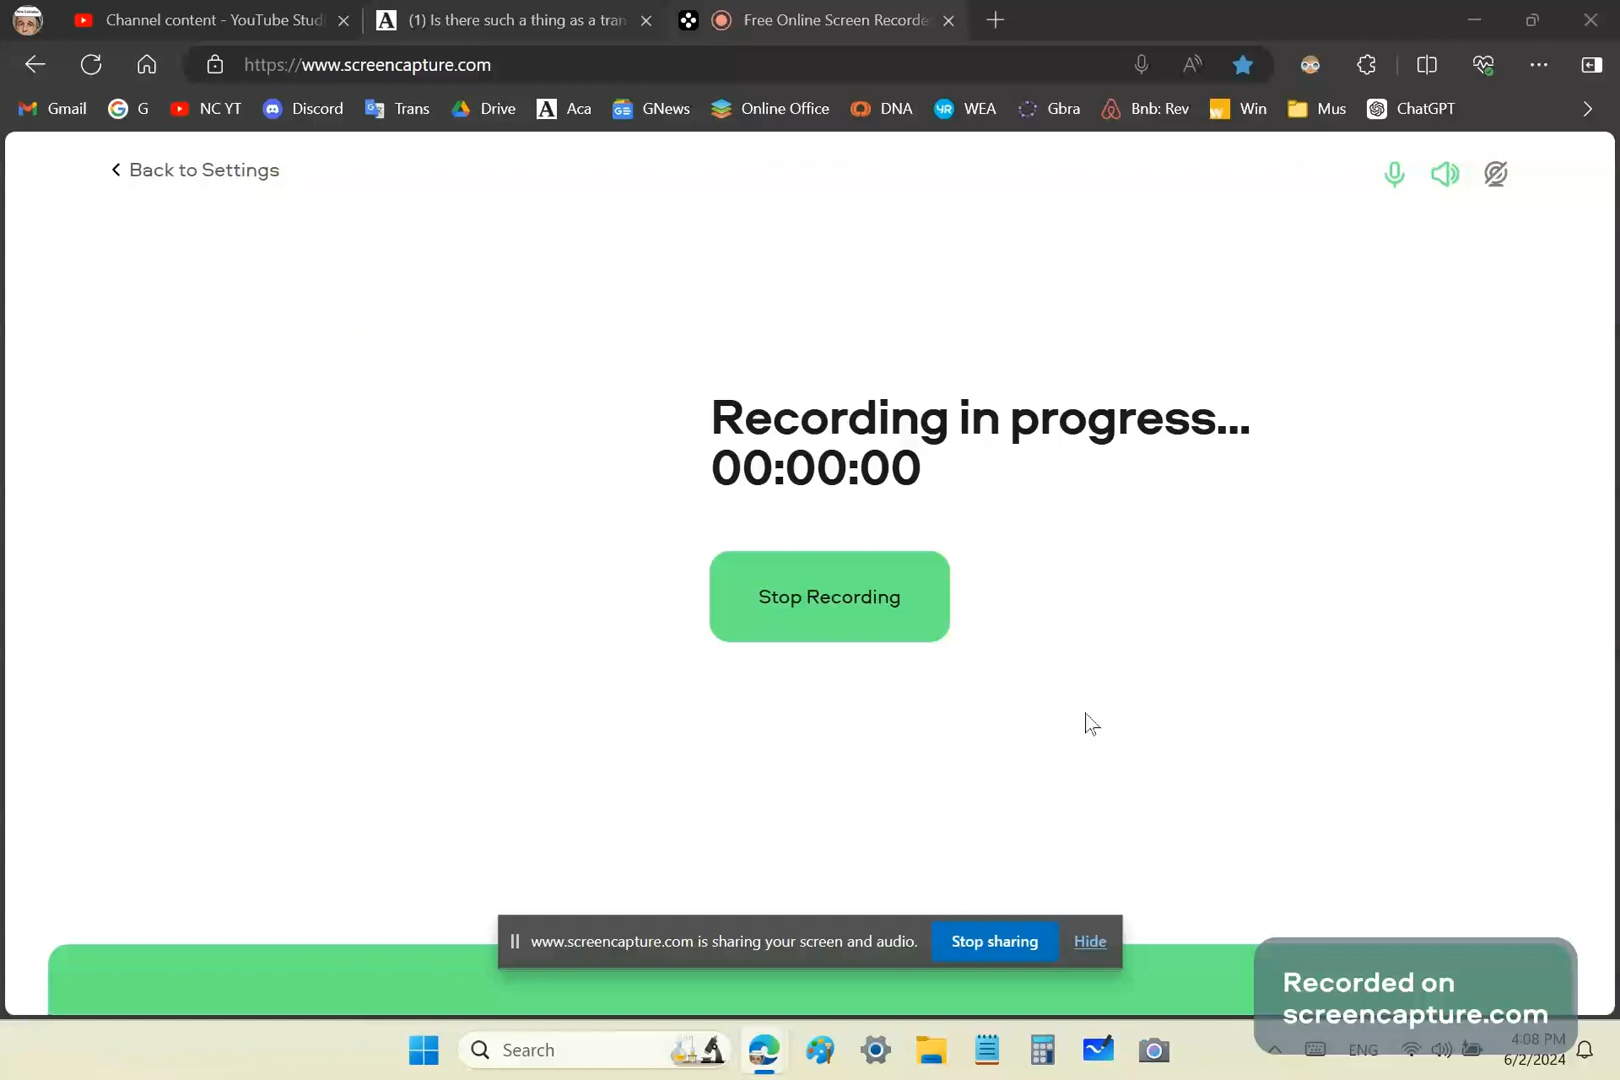 Channel content - YouTube Studi
(1) Is there such a thing as a tran
Free Online Screen Recorde
https://www.screencapture.com
Gmail
G
NC YT
Discord
Trans
Drive
Aca
GNews
Online Office
DNA
WEA
Gbra
Bnb: Rev
Win
Mus
ChatGPT
Back to Settings
Recording in progress...
00:00:00
Stop Recording
www.screencapture.com is sharing your screen and audio.
Stop sharing
Hide
Recorded on
screencapture.com
Search
ENG
4:08 PM
6/2/2024